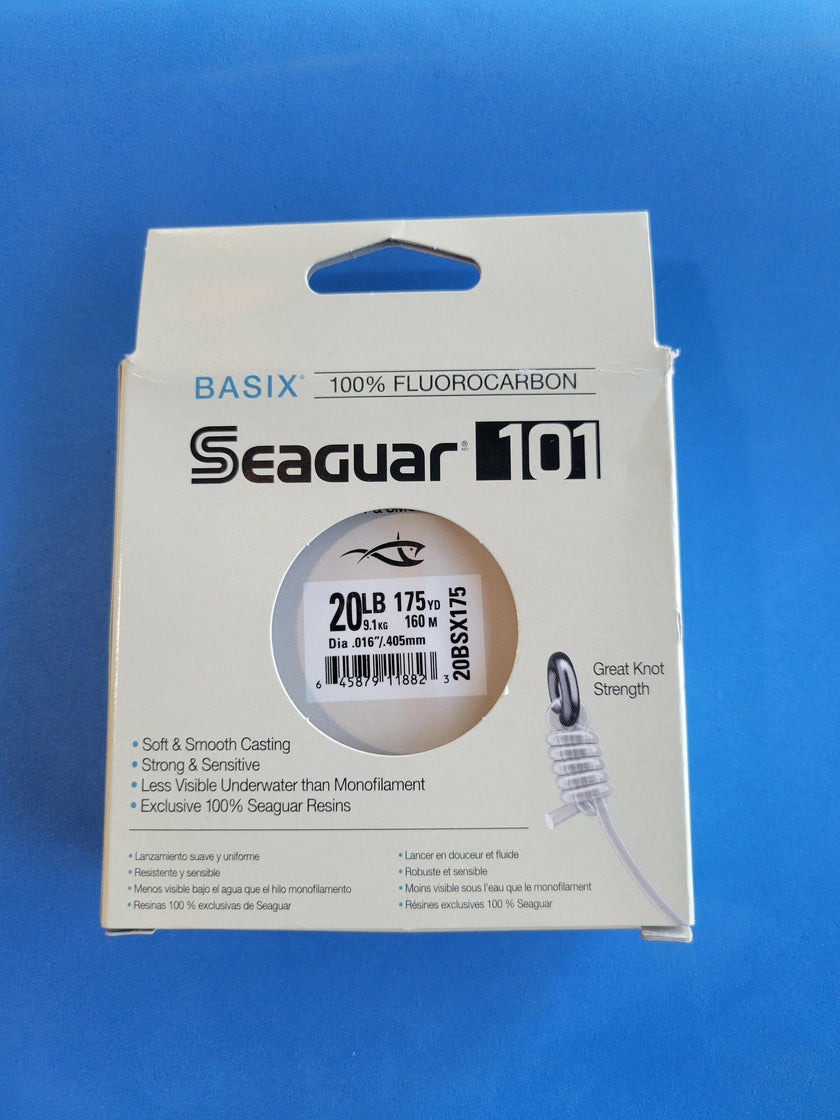 BASIX® 100% FLUOROCARBON
SEAGUAR® 101
20LB 175YD
9.1KG 160 M
Dia .016"/.405mm
20BSX175
6 45879 11882 3
Great Knot
Strength
• Soft & Smooth Casting
• Strong & Sensitive
• Less Visible Underwater than Monofilament
• Exclusive 100% Seaguar Resins
• Lanzamiento suave y uniforme
• Resistente y sensible
• Menos visible bajo el agua que el hilo monofilamento
• Resinas 100 % exclusivas de Seaguar
• Lancer en douceur et fluide
• Robuste et sensible
• Moins visible sous l'eau que le monofilament
• Résines exclusives 100 % Seaguar